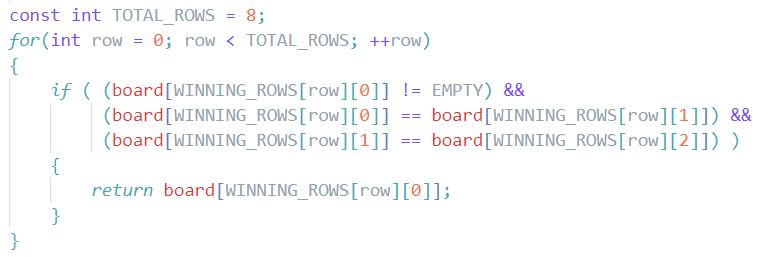 const int TOTAL_ROWS = 8;
for(int row = 0; row < TOTAL_ROWS; ++row)
{
    if ( (board[WINNING_ROWS[row][0]] != EMPTY) &&
         (board[WINNING_ROWS[row][0]] == board[WINNING_ROWS[row][1]]) &&
         (board[WINNING_ROWS[row][1]] == board[WINNING_ROWS[row][2]]) )
    {
        return board[WINNING_ROWS[row][0]];
    }
}